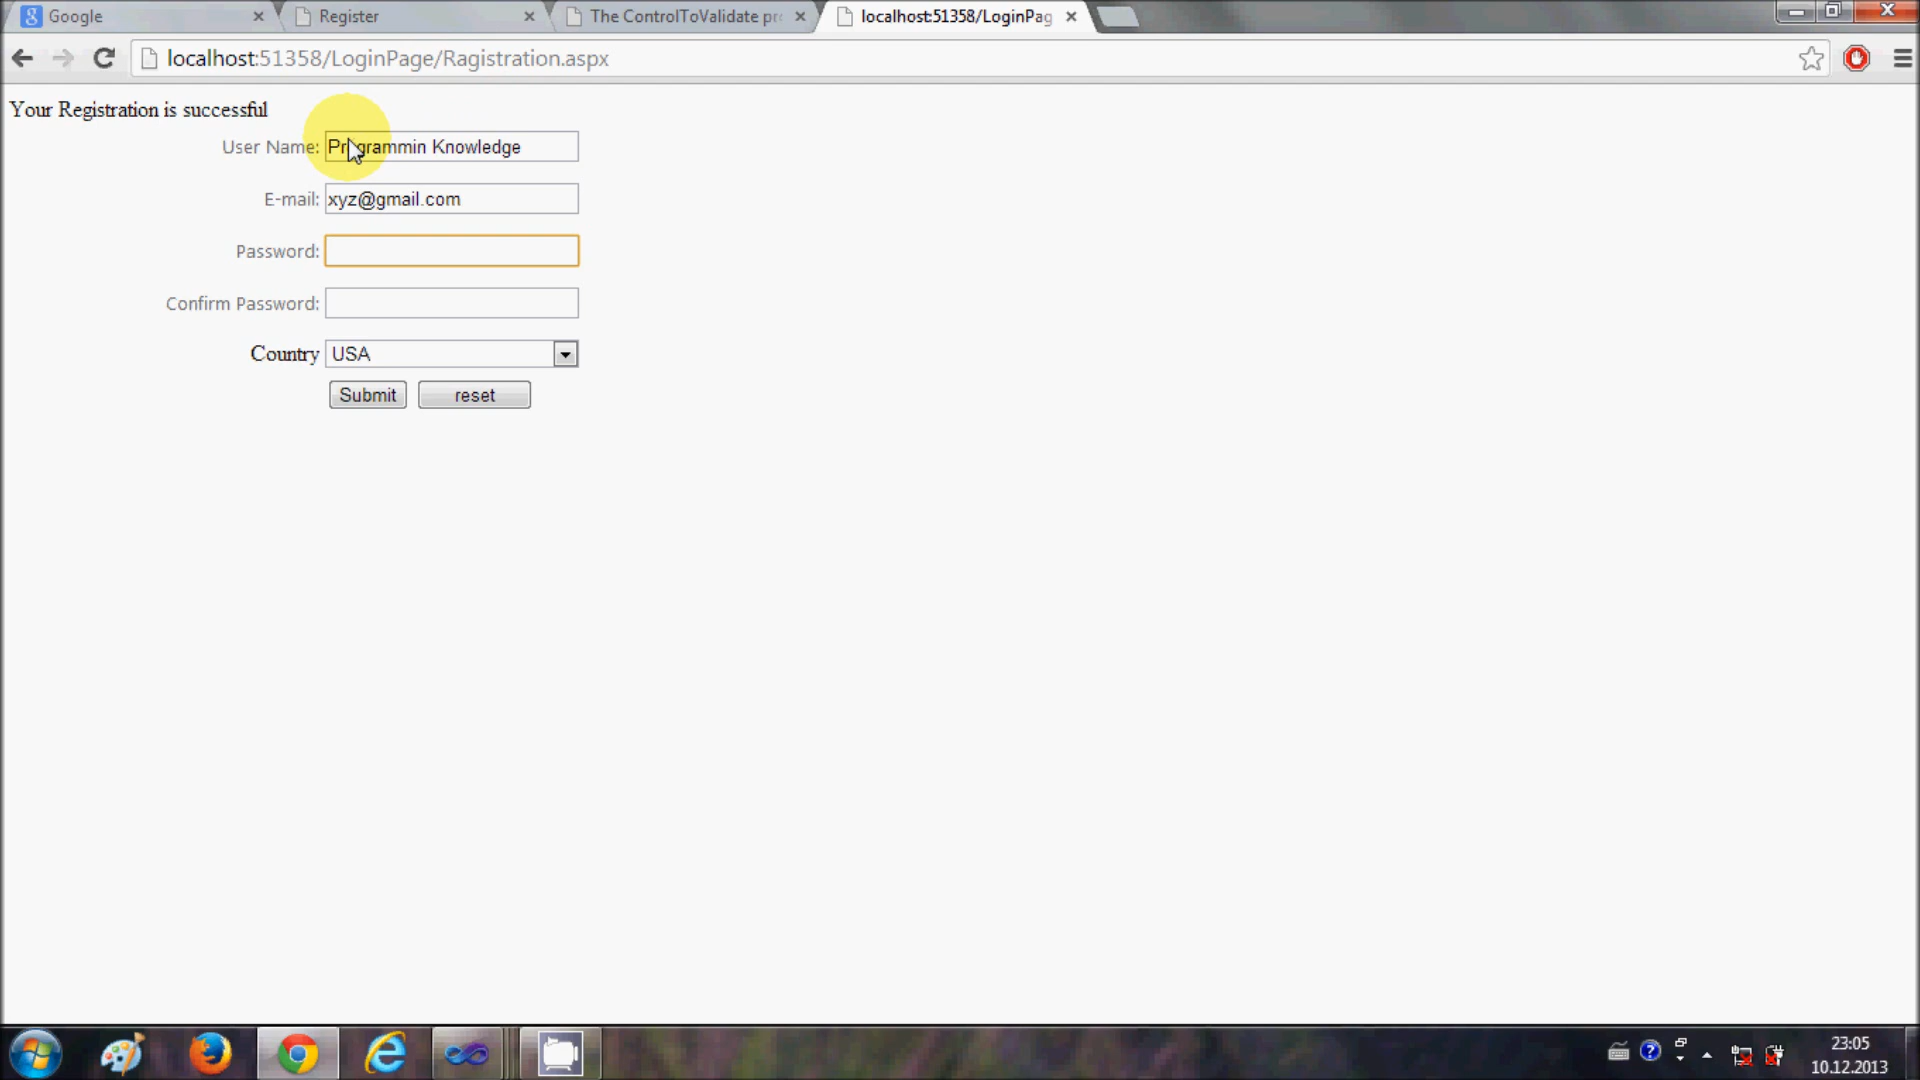 Google
Register
The ControlToValidate pr
localhost:51358/LoginPag
localhost:51358/LoginPage/Ragistration.aspx
Your Registration is successful
User Name: Programmin Knowledge
E-mail: xyz@gmail.com
Password:
Confirm Password:
Country USA
Submit reset
23:05
10.12.2013